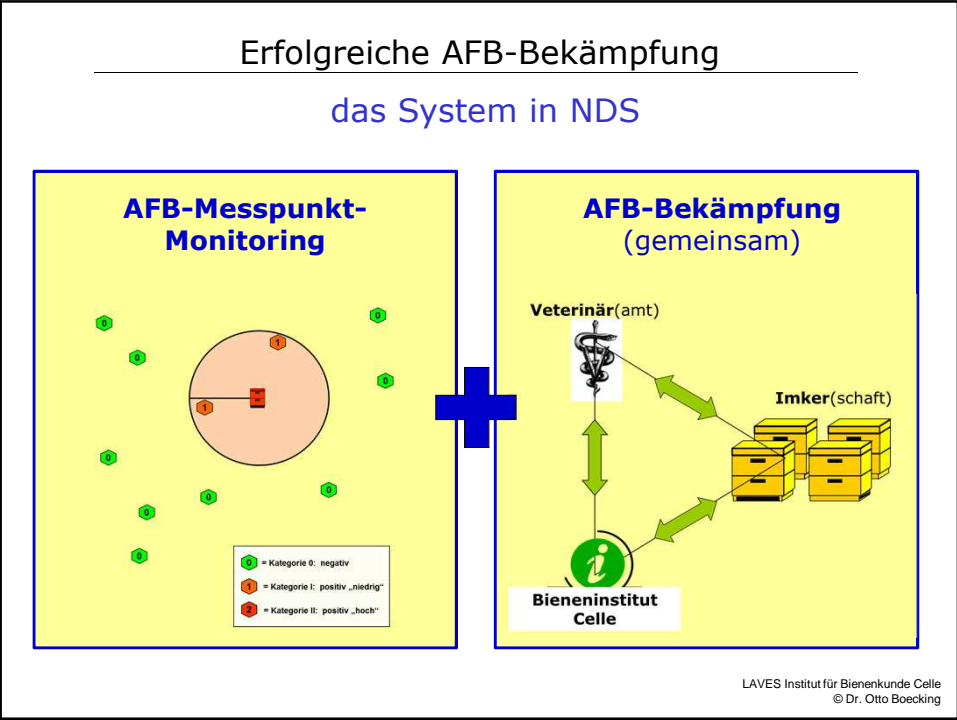 Erfolgreiche AFB-Bekämpfung
das System in NDS
AFB-Messpunkt-
Monitoring
0
0
0
0
0
0
0
0
0
1
1
0 = Kategorie 0: negativ
1 = Kategorie I: positiv „niedrig“
2 = Kategorie II: positiv „hoch“
AFB-Bekämpfung
(gemeinsam)
Veterinär(amt)
Imker(schaft)
i
Bieneninstitut
Celle
LAVES Institut für Bienenkunde Celle
© Dr. Otto Boecking